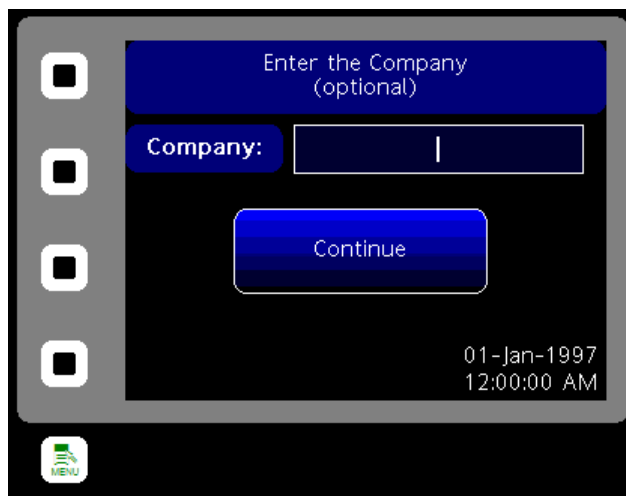 Enter the Company
(optional)
Company:
Continue
01-Jan-1997
12:00:00 AM
MENU